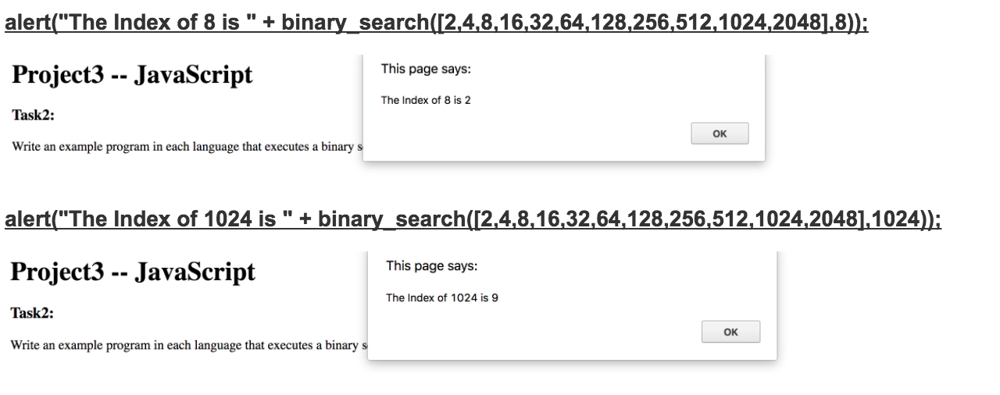 alert("The Index of 8 is " + binary_search([2,4,8,16,32,64,128,256,512,1024,2048],8));
Project3 -- JavaScript
This page says:
The Index of 8 is 2
Task2:
OK
Write an example program in each language that executes a binary s
alert("The Index of 1024 is " + binary_search([2,4,8,16,32,64,128,256,512,1024,2048],1024));
Project3 -- JavaScript
This page says:
The Index of 1024 is 9
Task2:
OK
Write an example program in each language that executes a binary s